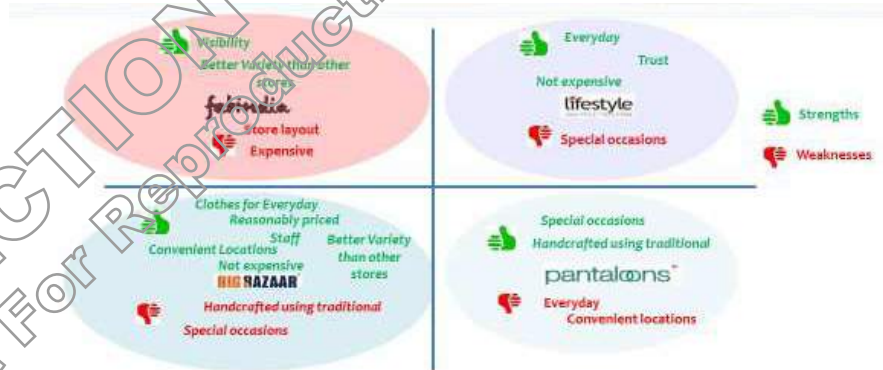 Visibility
Better Variety than other
stores
fabindia
Store layout
Expensive
Everyday
Trust
Not expensive
lifestyle
Special occasions
Strengths
Weaknesses
Clothes for Everyday
Reasonably priced
Staff
Convenient Locations
Better Variety
than other
stores
Not expensive
BIG BAZAAR
Handcrafted using traditional
Special occasions
Special occasions
Handcrafted using traditional
pantaloons
Everyday
Convenient locations
For Reproduction